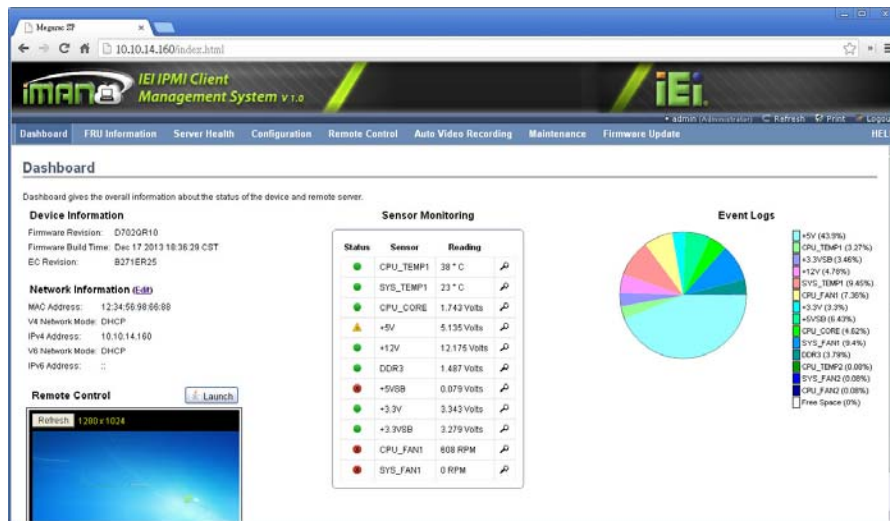 Megarac SP
10.10.14.160/index.html
iMAN
IEI IPMI Client
Management System v 1.0
iEi
admin (Administrator) Refresh Print Logout
Dashboard FRU Information Server Health Configuration Remote Control Auto Video Recording Maintenance Firmware Update HEL
Dashboard
Dashboard gives the overall information about the status of the device and remote server.
Device Information
Firmware Revision: D702QR10
Firmware Build Time: Dec 17 2013 18:36:29 CST
EC Revision: B271ER25
Network Information (Edit)
MAC Address: 12:34:56:98:66:88
V4 Network Mode: DHCP
IPv4 Address: 10.10.14.160
V6 Network Mode: DHCP
IPv6 Address: ::
Remote Control Launch
Refresh 1280 x 1024
Sensor Monitoring
Status Sensor Reading
CPU_TEMP1 38 ° C
SYS_TEMP1 23 ° C
CPU_CORE 1.743 Volts
+5V 5.135 Volts
+12V 12.175 Volts
DDR3 1.487 Volts
+5VSB 0.079 Volts
+3.3V 3.343 Volts
+3.3VSB 3.279 Volts
CPU_FAN1 608 RPM
SYS_FAN1 0 RPM
Event Logs
+5V (43.9%)
CPU_TEMP1 (3.27%)
+3.3VSB (3.46%)
+12V (4.78%)
SYS_TEMP1 (9.45%)
CPU_FAN1 (7.35%)
+3.3V (3.3%)
+5VSB (6.43%)
CPU_CORE (4.62%)
SYS_FAN1 (9.4%)
DDR3 (3.79%)
CPU_TEMP2 (0.08%)
SYS_FAN2 (0.08%)
CPU_FAN2 (0.08%)
Free Space (0%)